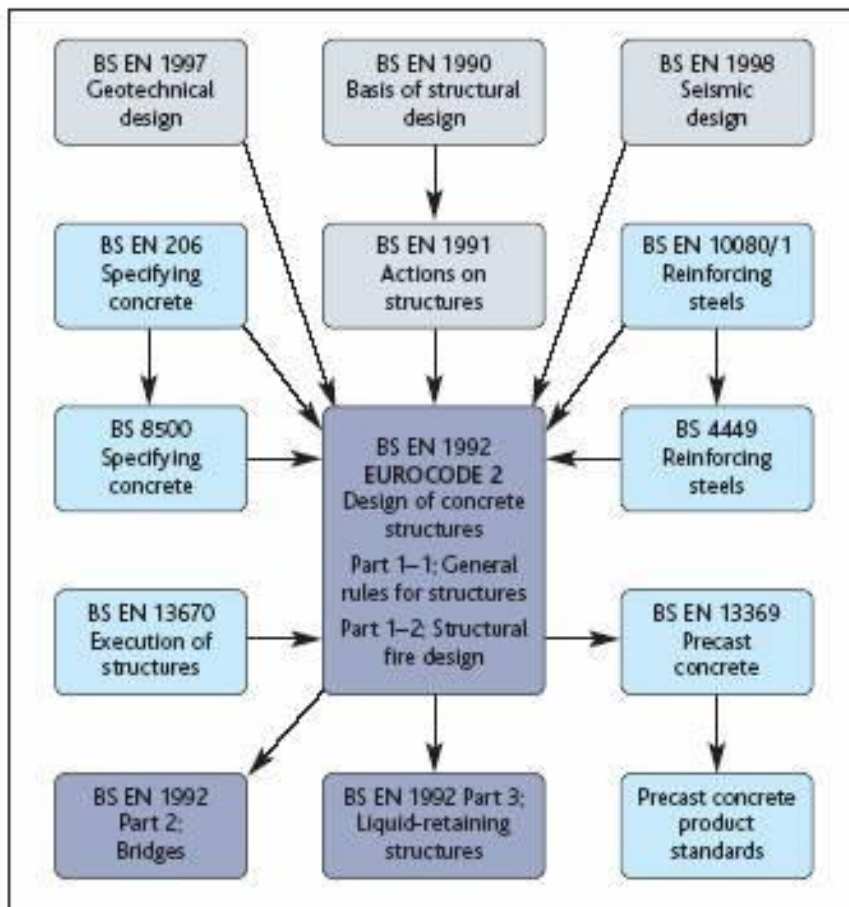 BS EN 1997
Geotechnical
design
BS EN 1990
Basis of structural
design
BS EN 1998
Seismic
design
BS EN 206
Specifying
concrete
BS EN 1991
Actions on
structures
BS EN 10080/1
Reinforcing
steels
BS 8500
Specifying
concrete
BS EN 1992
EUROCODE 2
Design of concrete
structures
Part 1–1; General
rules for structures
Part 1–2; Structural
fire design
BS 4449
Reinforcing
steels
BS EN 13670
Execution of
structures
BS EN 13369
Precast
concrete
BS EN 1992
Part 2;
Bridges
BS EN 1992 Part 3;
Liquid-retaining
structures
Precast concrete
product
standards